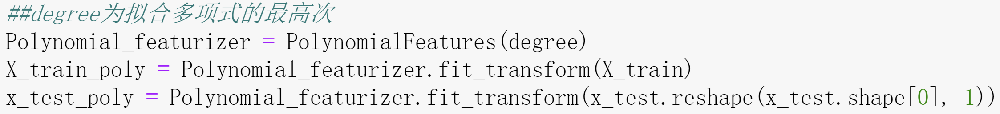 ##degree为拟合多项式的最高次
Polynomial_featurizer = PolynomialFeatures(degree)
X_train_poly = Polynomial_featurizer.fit_transform(X_train)
x_test_poly = Polynomial_featurizer.fit_transform(x_test.reshape(x_test.shape[0], 1))